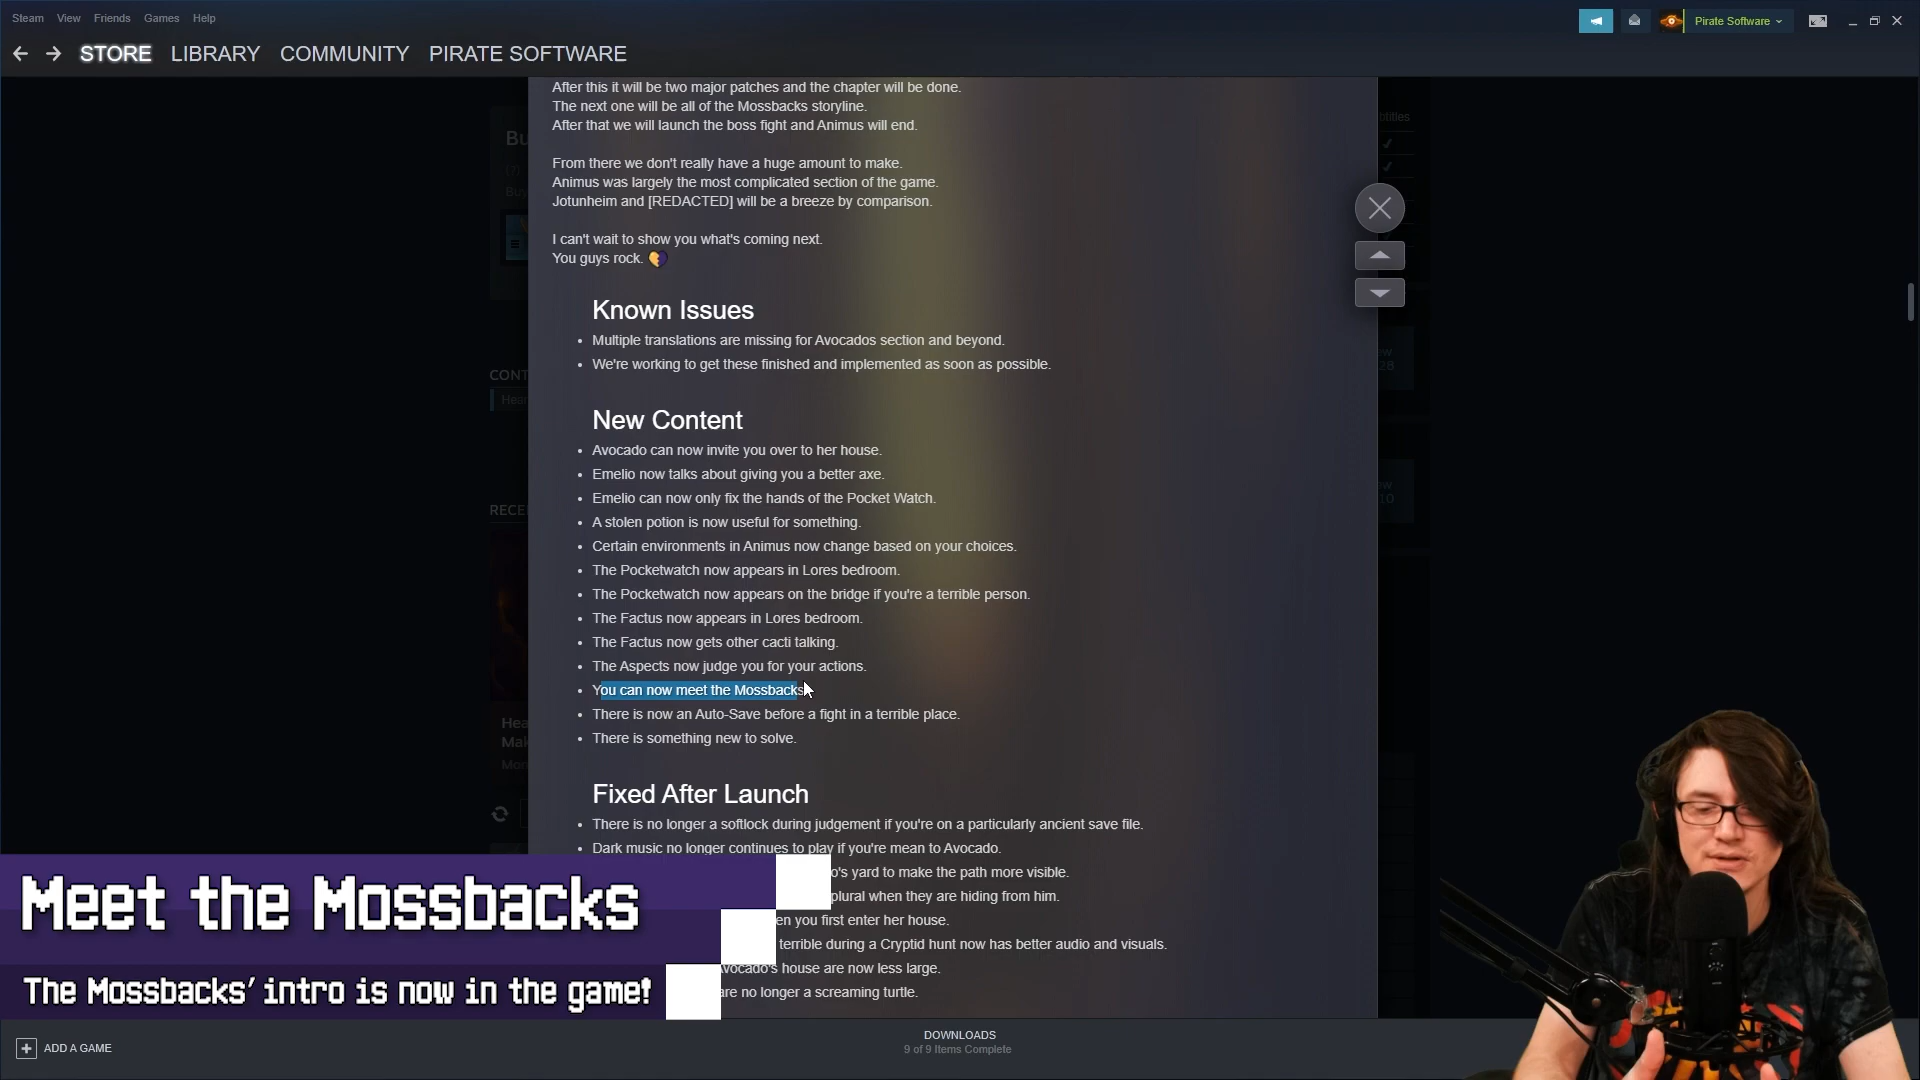 Steam View Friends Games Help
Pirate Software
STORE LIBRARY COMMUNITY PIRATE SOFTWARE
After this it will be two major patches and the chapter will be done.
The next one will be all of the Mossbacks storyline.
After that we will launch the boss fight and Animus will end.
From there we don't really have a huge amount to make.
Animus was largely the most complicated section of the game.
Jotunheim and [REDACTED] will be a breeze by comparison.
I can't wait to show you what's coming next.
You guys rock.
Known Issues
• Multiple translations are missing for Avocados section and beyond.
• We're working to get these finished and implemented as soon as possible.
New Content
• Avocado can now invite you over to her house.
• Emelio now talks about giving you a better axe.
• Emelio can now only fix the hands of the Pocket Watch.
• A stolen potion is now useful for something.
• Certain environments in Animus now change based on your choices.
• The Pocketwatch now appears in Lores bedroom.
• The Pocketwatch now appears on the bridge if you're a terrible person.
• The Factus now appears in Lores bedroom.
• The Factus now gets other cacti talking.
• The Aspects now judge you for your actions.
• You can now meet the Mossbacks
• There is now an Auto-Save before a fight in a terrible place.
• There is something new to solve.
Fixed After Launch
• There is no longer a softlock during judgement if you're on a particularly ancient save file.
• Dark music no longer continues to play if you're mean to Avocado.
yard to make the path more visible.
plural when they are hiding from him.
you first enter her house.
terrible during a Cryptid hunt now has better audio and visuals.
Avocado's house are now less large.
are no longer a screaming turtle.
Meet the Mossbacks
The Mossbacks' intro is now in the game!
ADD A GAME
DOWNLOADS
9 of 9 Items Complete